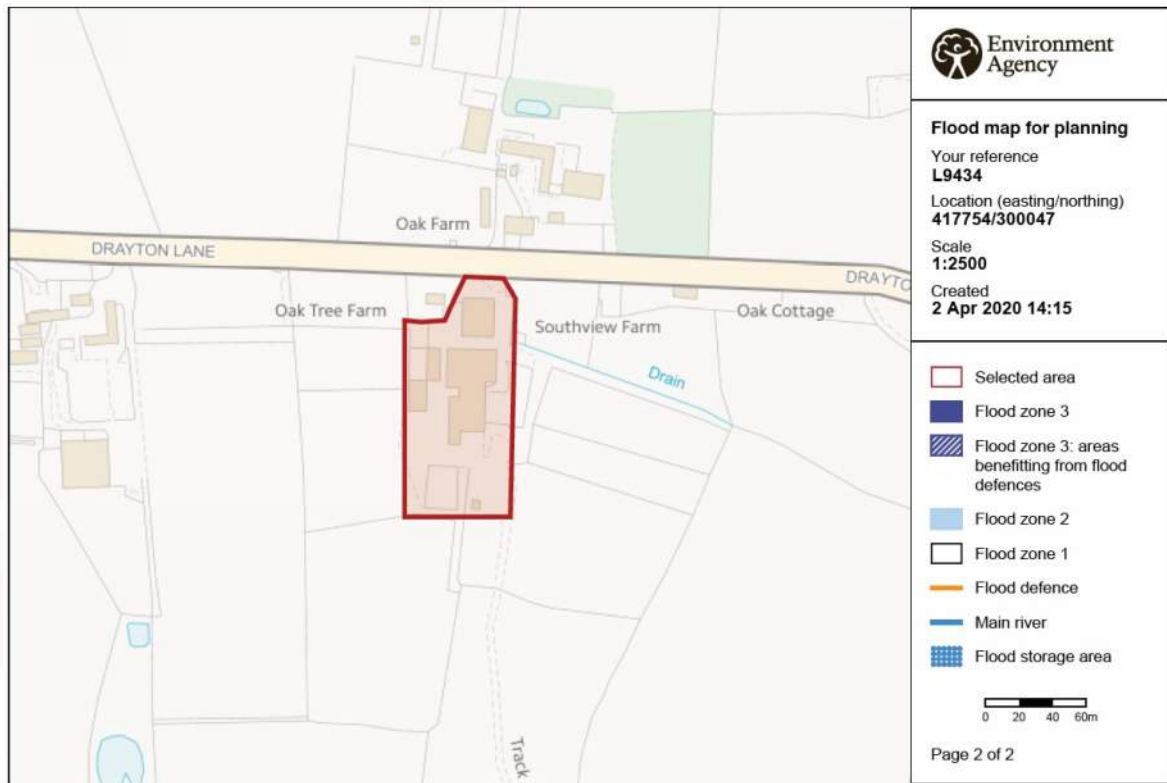 Oak Farm
DRAYTON LANE
DRAYTO
Oak Tree Farm
Southview Farm
Oak Cottage
Drain
Track
Environment
Agency
Flood map for planning
Your reference
L9434
Location (easting/northing)
417754/300047
Scale
1:2500
Created
2 Apr 2020 14:15
Selected area
Flood zone 3
Flood zone 3: areas
benefitting from flood
defences
Flood zone 2
Flood zone 1
Flood defence
Main river
Flood storage area
0 20 40 60m
Page 2 of 2